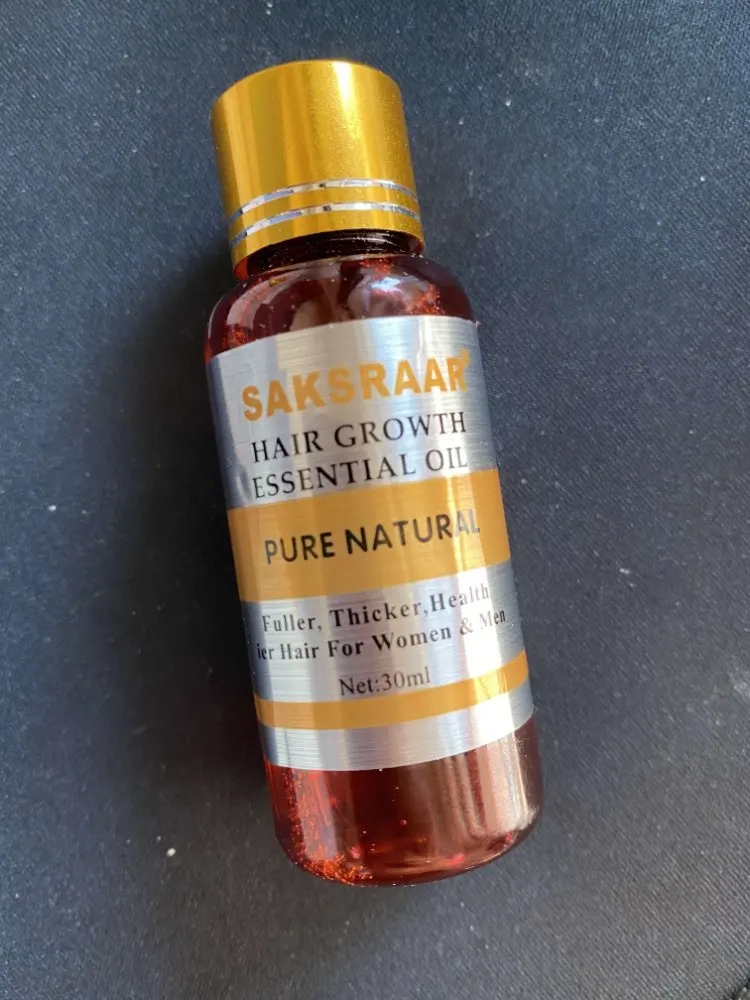 SAKSRAAR
HAIR GROWTH
ESSENTIAL OIL
PURE NATURAL
Fuller, Thicker,Health
ier Hair For Women & Men
Net:30ml